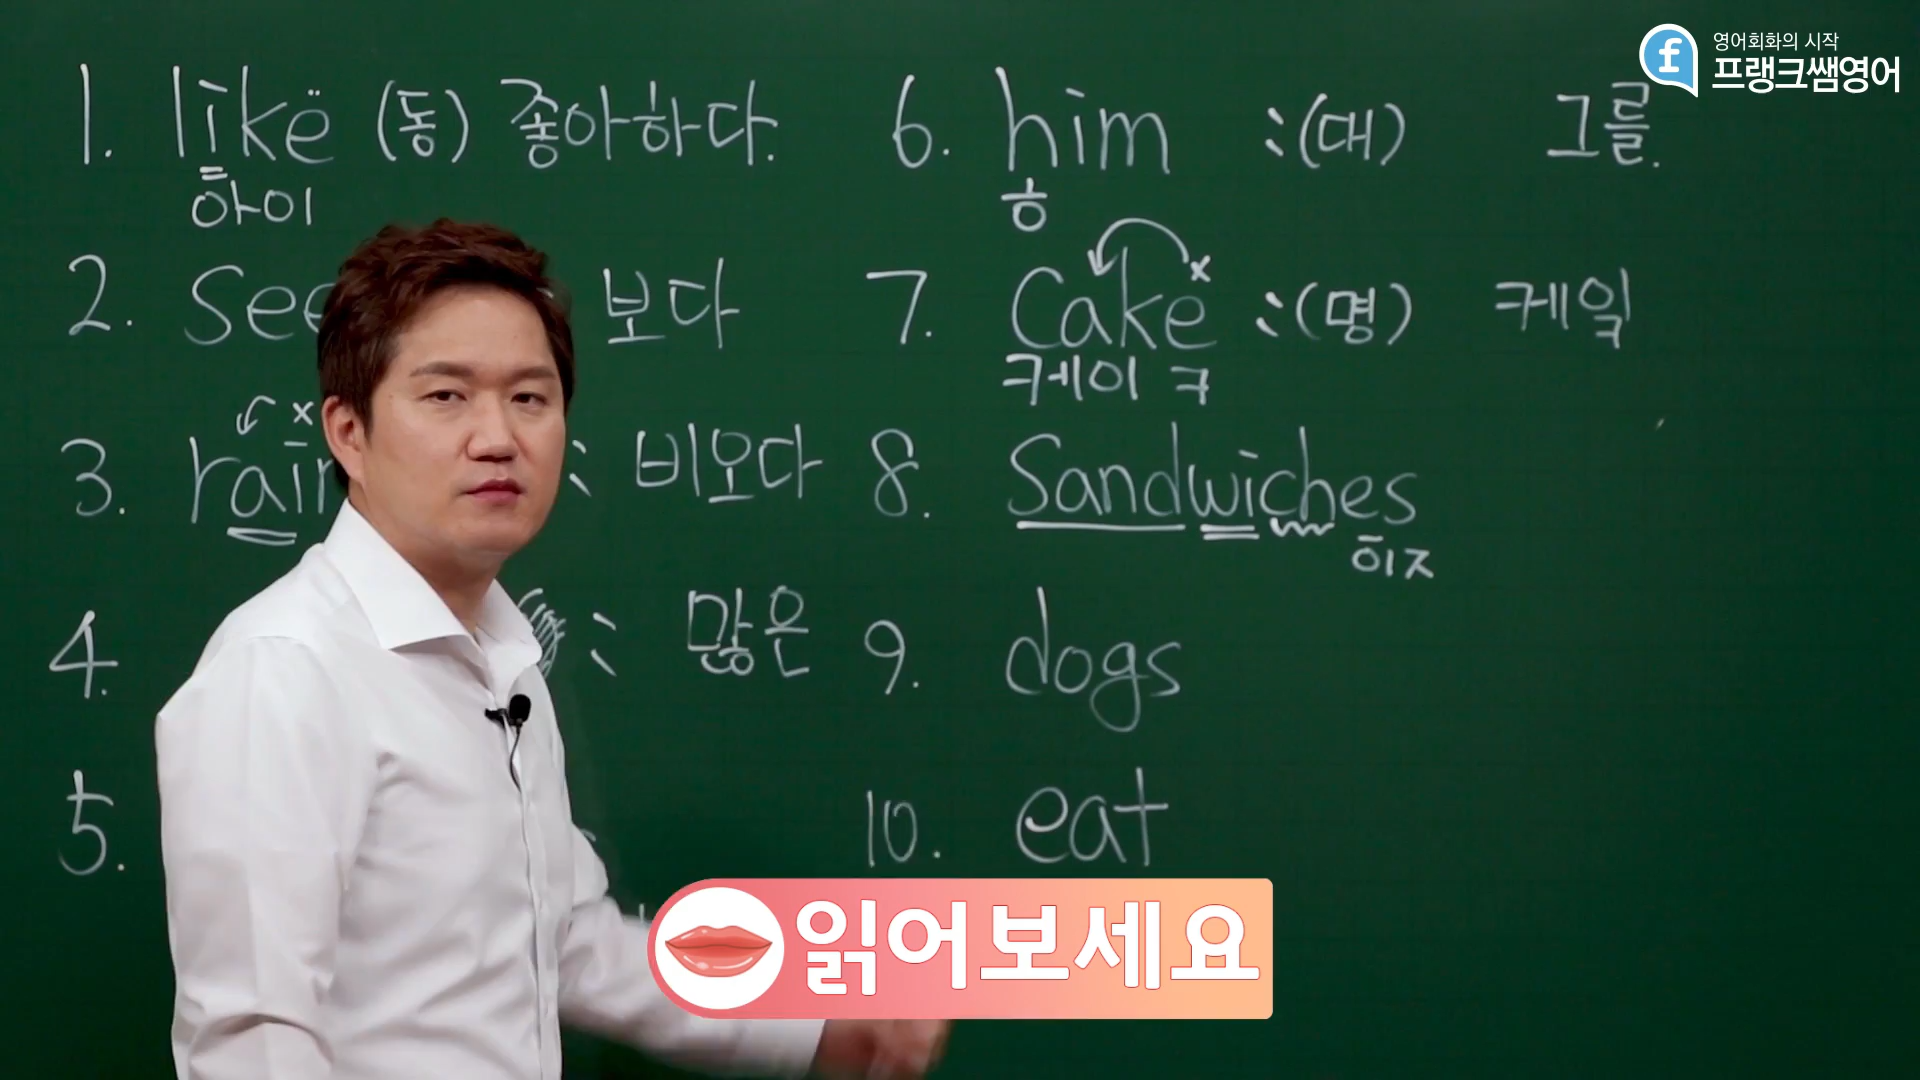 영어회화의 시작
프랭크쌤영어
1. like (동) 좋아하다.
아이
2. see 보다
3. rain : 비오다
4. : 많은
5.
6. him : (대) 그를.
ㅎ
7. Cake : (명) 케잌
케이 ㅋ
8. Sandwiches
이ㅈ
9. dogs
10. eat
읽어보세요